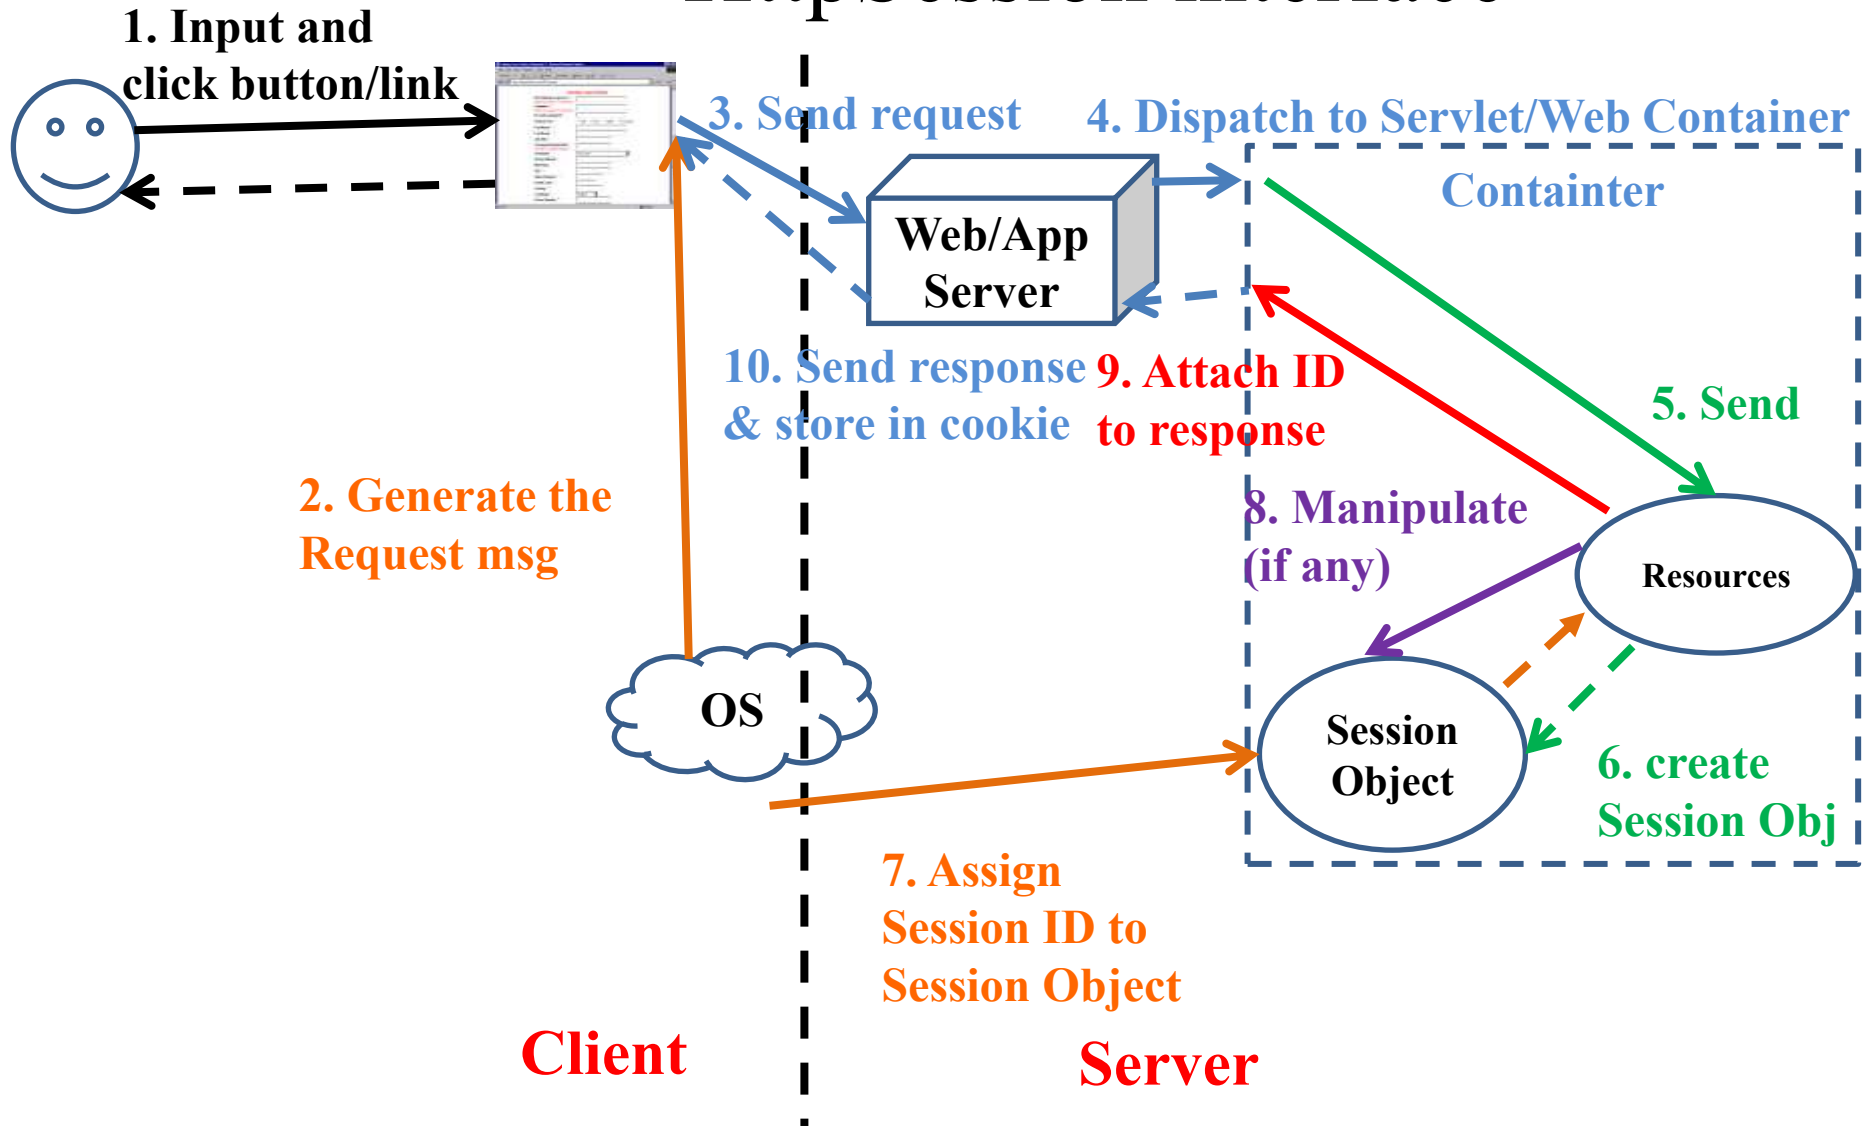 HttpSession Interface
1. Input and
click button/link
3. Send request
4. Dispatch to Servlet/Web Container
Containter
Web/App
Server
10. Send response
& store in cookie
9. Attach ID
to response
5. Send
2. Generate the
Request msg
8. Manipulate
(if any)
Resources
OS
Session
Object
6. create
Session Obj
7. Assign
Session ID to
Session Object
Client
Server